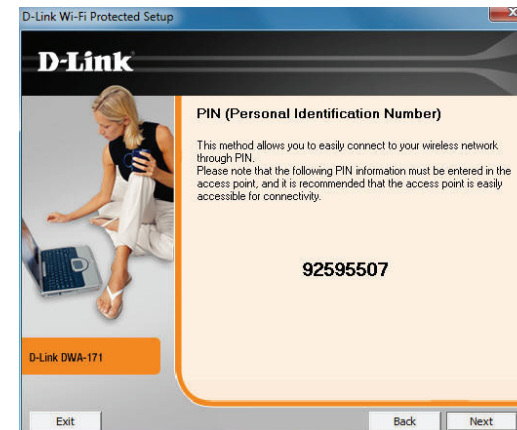 D-Link Wi-Fi Protected Setup
D-Link
PIN (Personal Identification Number)
This method allows you to easily connect to your wireless network
through PIN.
Please note that the following PIN information must be entered in the
access point, and it is recommended that the access point is easily
accessible for connectivity.
92595507
D-Link DWA-171
Exit
Back
Next